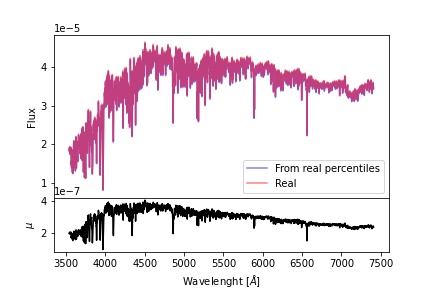 1e−5
4
3
2
1
Flux
From real percentiles
Real
1e−7
4
2
μ
3500 4000 4500 5000 5500 6000 6500 7000 7500
Wavelenght [Å]